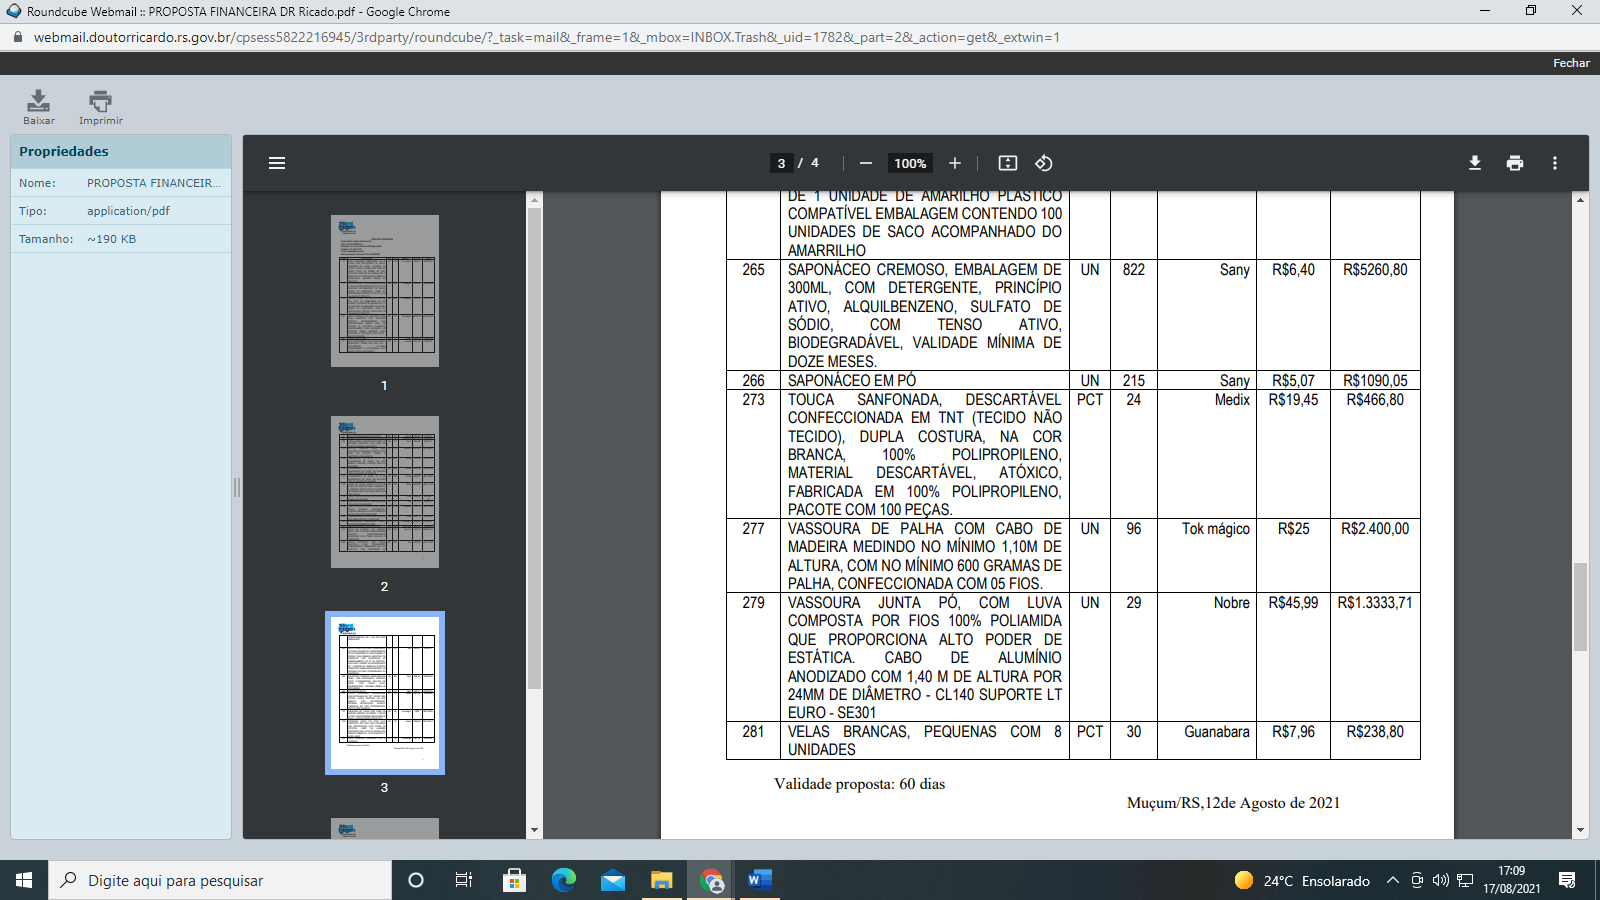 Roundcube Webmail :: PROPOSTA FINANCEIRA DR Ricado.pdf - Google Chrome
webmail.doutorricardo.rs.gov.br/cpsess5822216945/3rdparty/roundcube/?_task=mail&_frame=1&_mbox=INBOX.Trash&_uid=1782&_part=2&_action=get&_extwin=1
Fechar
Baixar Imprimir
Propriedades
Nome: PROPOSTA FINANCEIR...
Tipo: application/pdf
Tamanho: ~190 KB
3 / 4 100%
1
2
3
DE 1 UNIDADE DE AMARILHO PLASTICO
COMPATÍVEL EMBALAGEM CONTENDO 100
UNIDADES DE SACO ACOMPANHADO DO
AMARRILHO
265 SAPONÁCEO CREMOSO, EMBALAGEM DE UN 822 Sany R$6,40 R$5260,80
300ML, COM DETERGENTE, PRINCÍPIO
ATIVO, ALQUILBENZENO, SULFATO DE
SÓDIO, COM TENSO ATIVO,
BIODEGRADÁVEL, VALIDADE MÍNIMA DE
DOZE MESES.
266 SAPONÁCEO EM PÓ UN 215 Sany R$5,07 R$1090,05
273 TOUCA SANFONADA, DESCARTÁVEL PCT 24 Medix R$19,45 R$466,80
CONFECCIONADA EM TNT (TECIDO NÃO
TECIDO), DUPLA COSTURA, NA COR
BRANCA, 100% POLIPROPILENO,
MATERIAL DESCARTÁVEL, ATÓXICO,
FABRICADA EM 100% POLIPROPILENO,
PACOTE COM 100 PEÇAS.
277 VASSOURA DE PALHA COM CABO DE UN 96 Tok mágico R$25 R$2.400,00
MADEIRA MEDINDO NO MÍNIMO 1,10M DE
ALTURA, COM NO MÍNIMO 600 GRAMAS DE
PALHA, CONFECCIONADA COM 05 FIOS.
279 VASSOURA JUNTA PÓ, COM LUVA UN 29 Nobre R$45,99 R$1.3333,71
COMPOSTA POR FIOS 100% POLIAMIDA
QUE PROPORCIONA ALTO PODER DE
ESTÁTICA. CABO DE ALUMÍNIO
ANODIZADO COM 1,40 M DE ALTURA POR
24MM DE DIÂMETRO - CL140 SUPORTE LT
EURO - SE301
281 VELAS BRANCAS, PEQUENAS COM 8 PCT 30 Guanabara R$7,96 R$238,80
UNIDADES
Validade proposta: 60 dias
Muçum/RS,12de Agosto de 2021
Digite aqui para pesquisar
24°C Ensolarado
17:09
17/08/2021